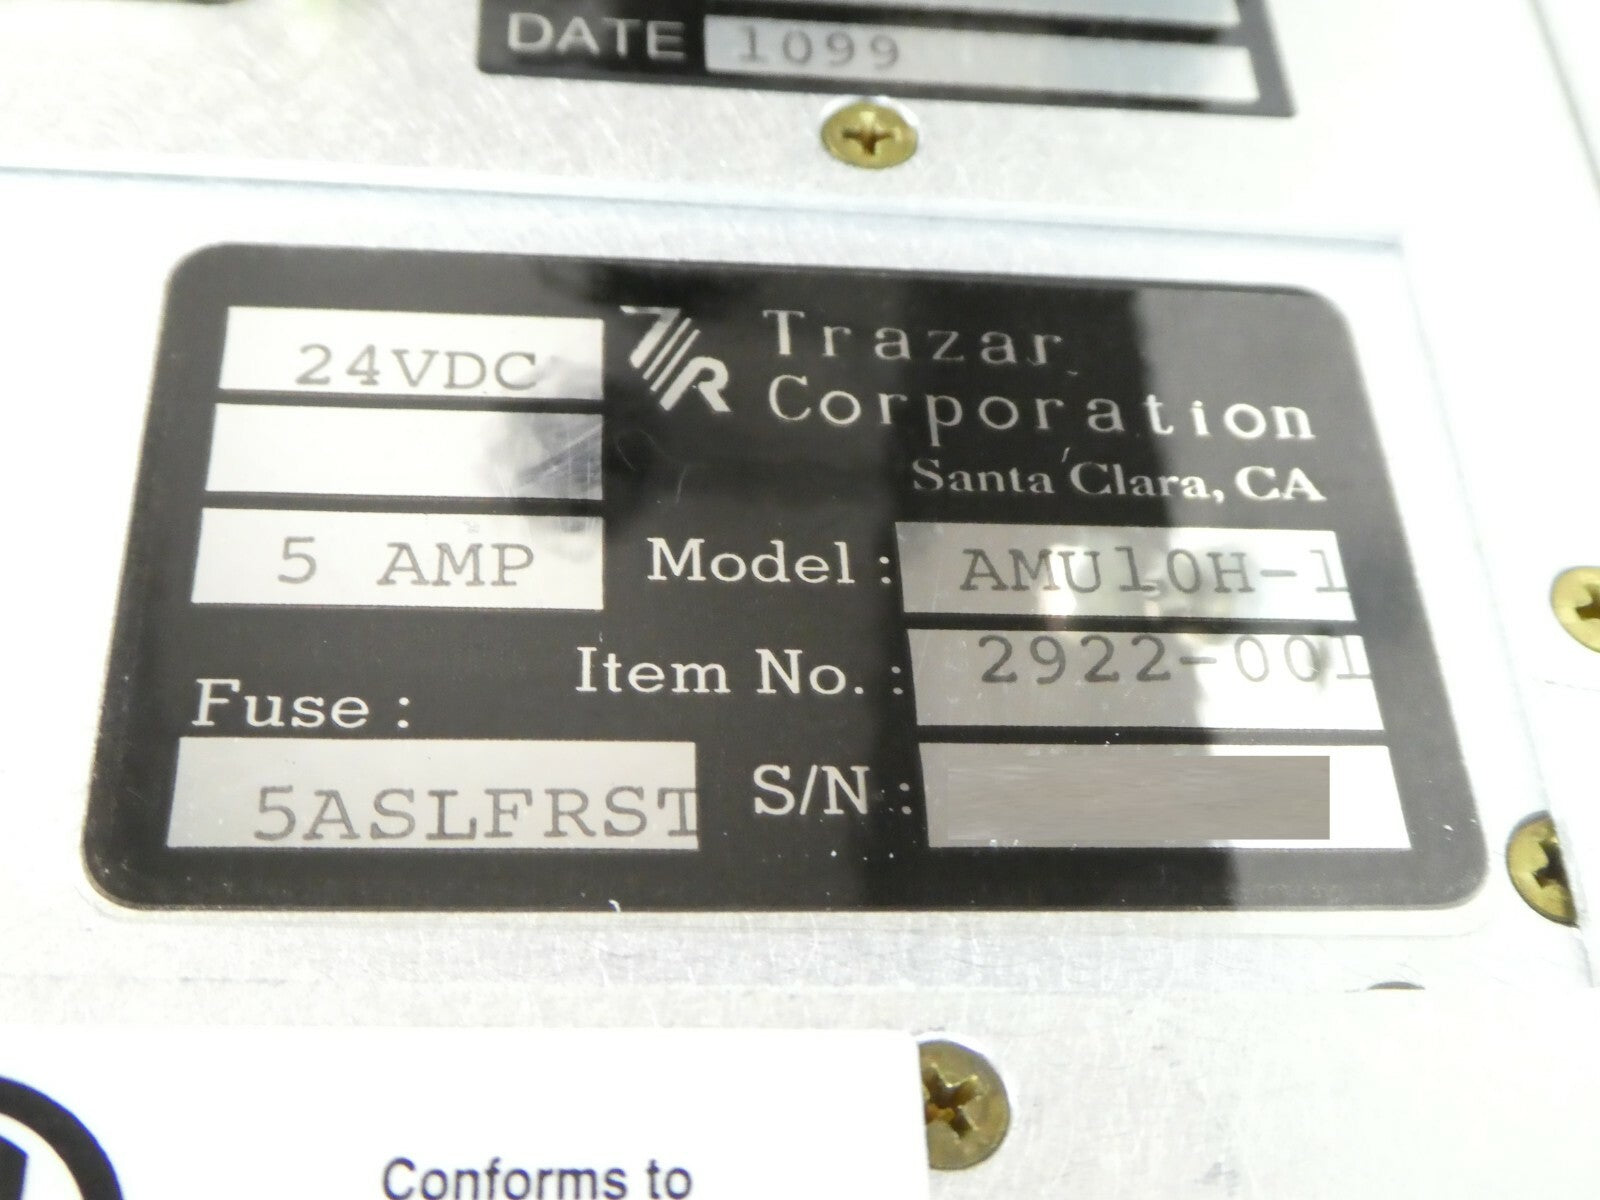 DATE 1099
24VDC
7R Trazar
Corporation
Santa Clara, CA
5 AMP
Model : AMU10H-1
Item No. : 2922-001
Fuse :
5ASLFRST
S/N :
Conforms to